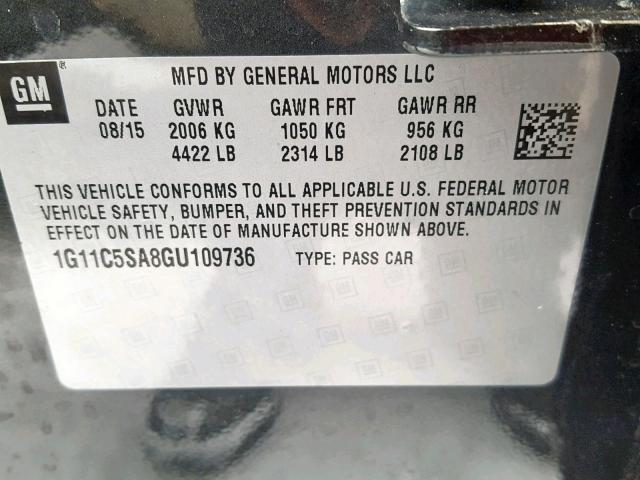 GM ®
MFD BY GENERAL MOTORS LLC
DATE GVWR GAWR FRT GAWR RR
08/15 2006 KG 1050 KG 956 KG
4422 LB 2314 LB 2108 LB
THIS VEHICLE CONFORMS TO ALL APPLICABLE U.S. FEDERAL MOTOR
VEHICLE SAFETY, BUMPER, AND THEFT PREVENTION STANDARDS IN
EFFECT ON THE DATE OF MANUFACTURE SHOWN ABOVE.
1G11C5SA8GU109736 TYPE: PASS CAR